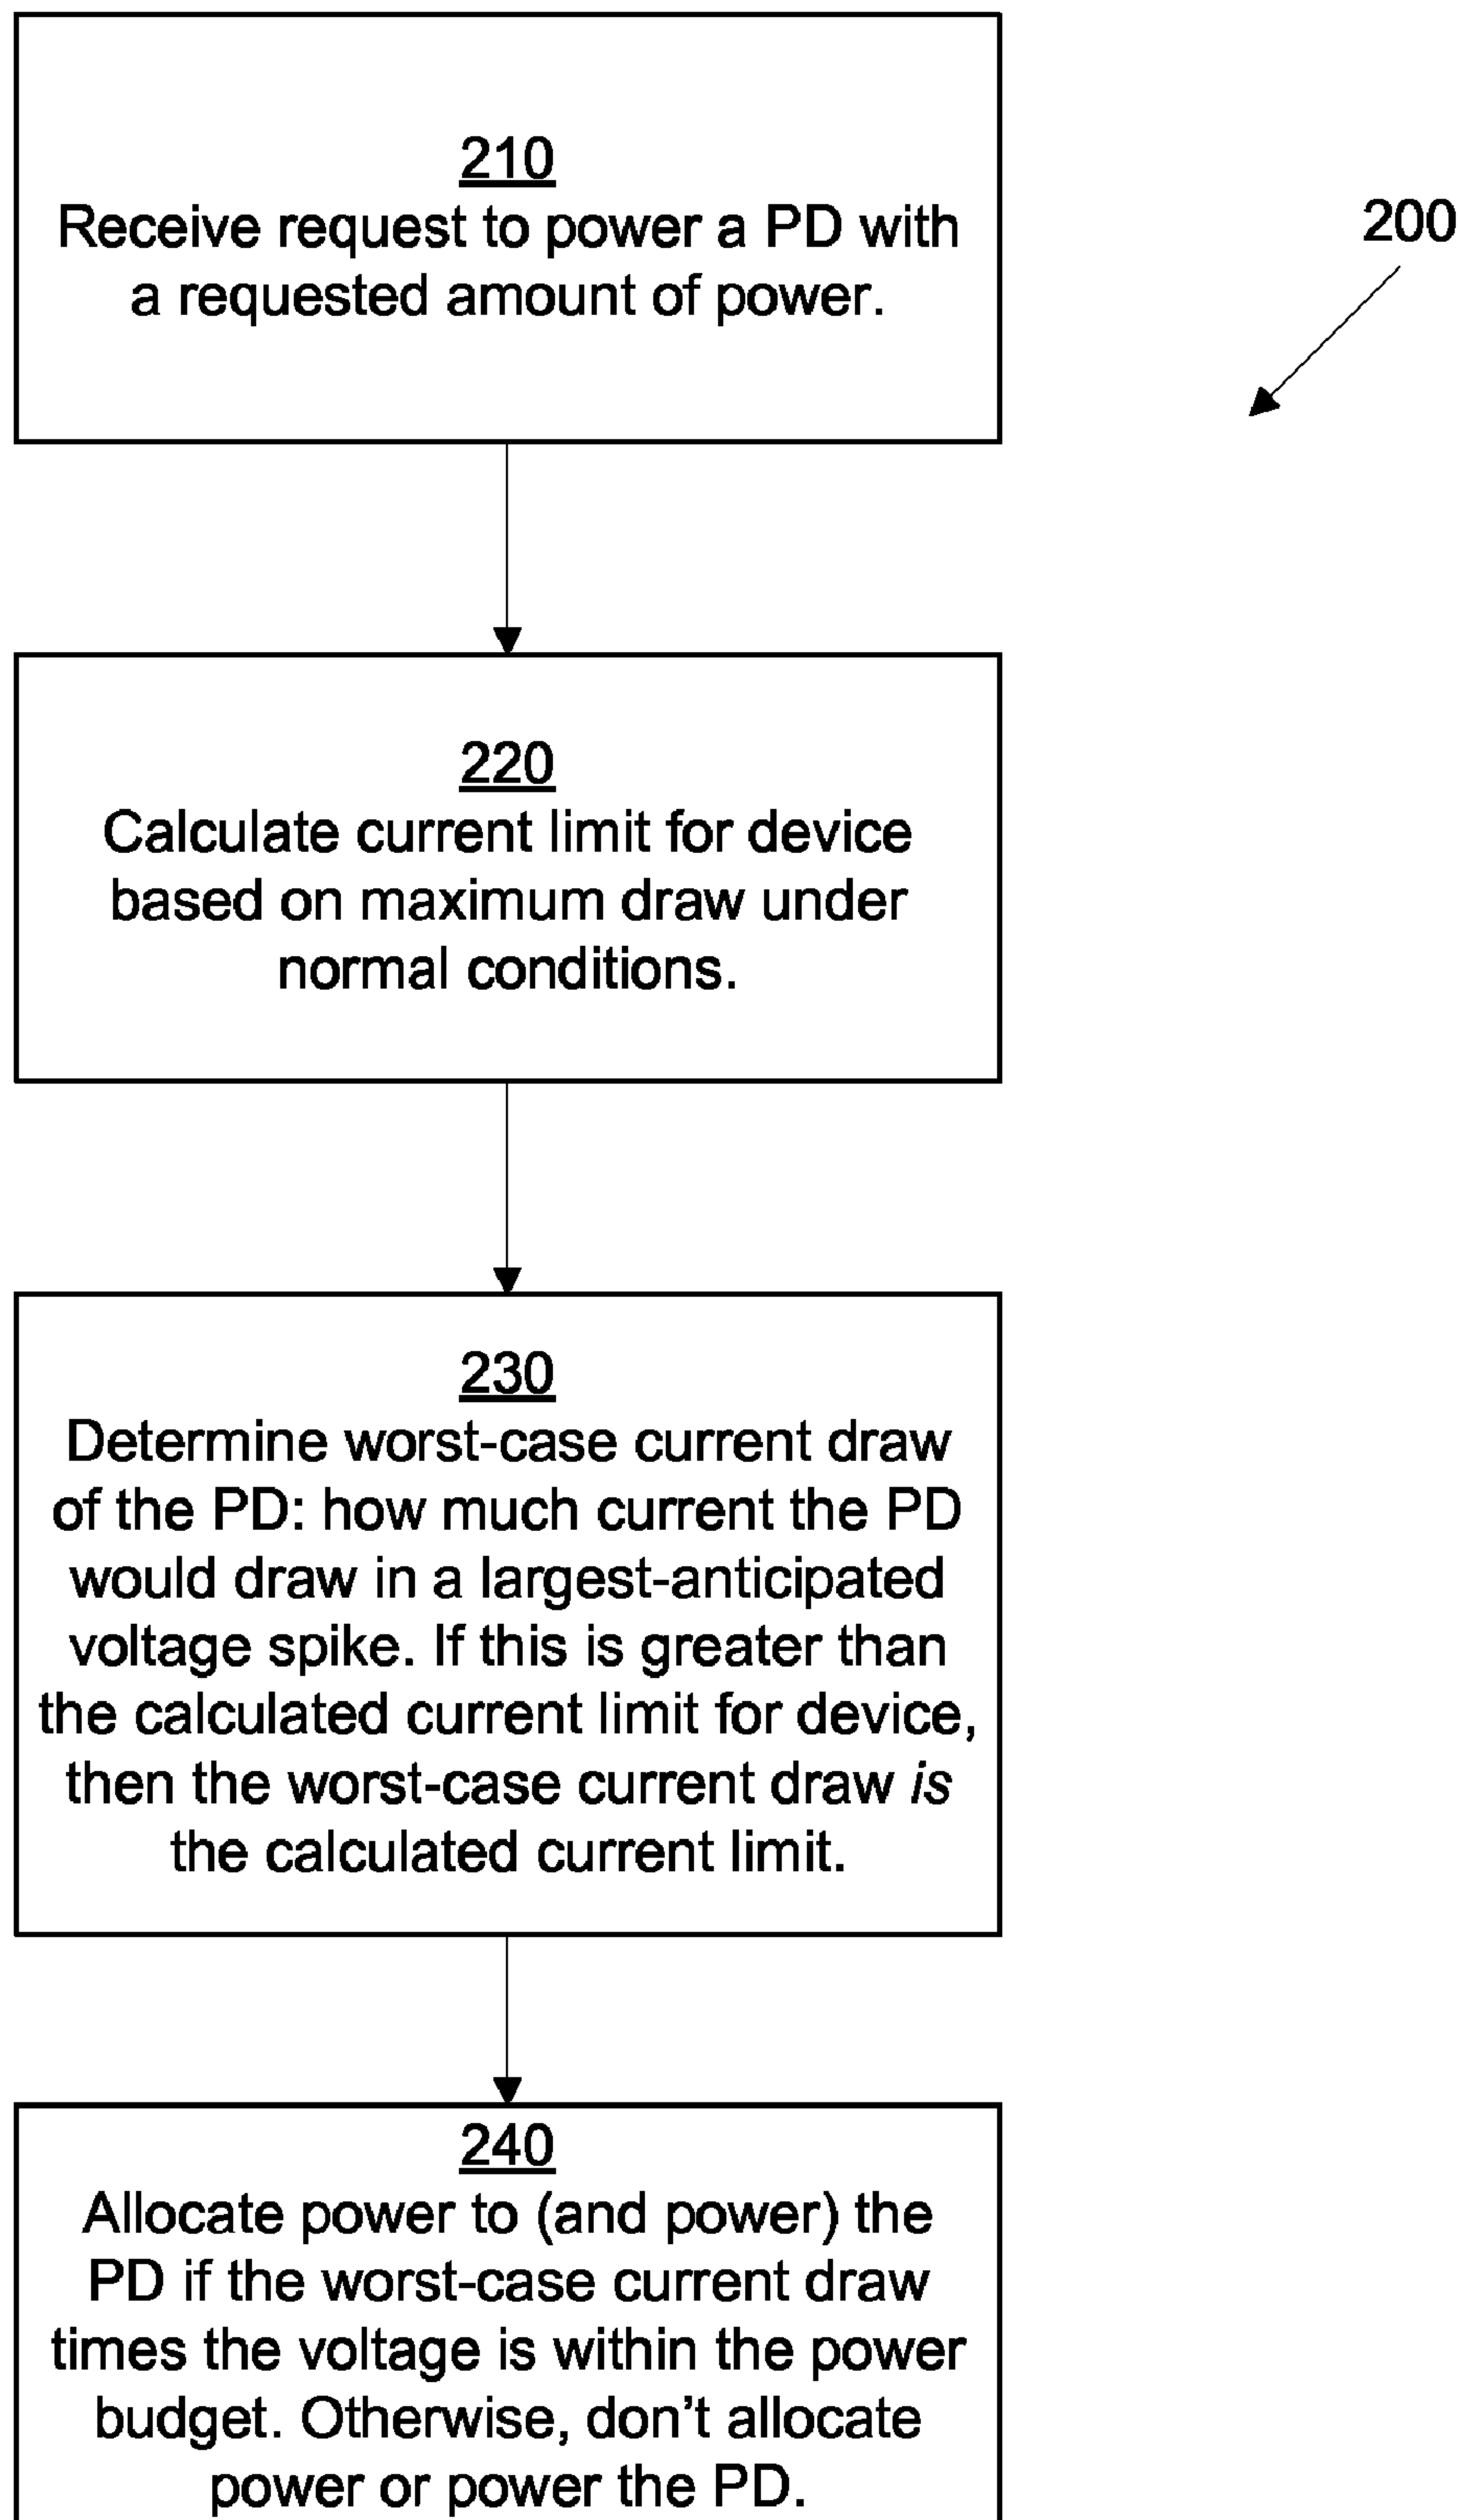 210
Receive request to power a PD with
a requested amount of power.
200
220
Calculate current limit for device
based on maximum draw under
normal conditions.
230
Determine worst-case current draw
of the PD: how much current the PD
would draw in a largest-anticipated
voltage spike. If this is greater than
the calculated current limit for device,
then the worst-case current draw is
the calculated current limit.
240
Allocate power to (and power) the
PD if the worst-case current draw
times the voltage is within the power
budget. Otherwise, don't allocate
power or power the PD.